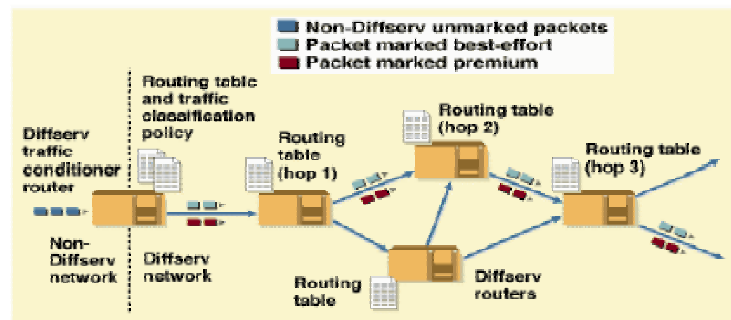 Non-Diffserv unmarked packets
Packet marked best-effort
Packet marked premium
Routing table
and traffic
classification
policy
Diffserv
traffic
conditioner
router
Routing
table
(hop 1)
Routing table
(hop 2)
Routing table
(hop 3)
Non-
Diffserv
network
Diffserv
network
Routing
table
Diffserv
routers